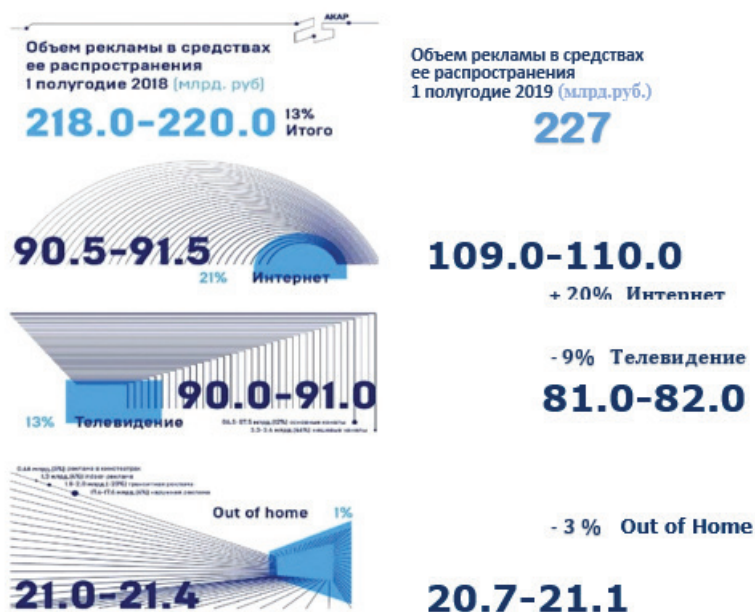 АКАР
Объем рекламы в средствах
ее распространения
1 полугодие 2018 (млрд. руб)
218.0-220.0 13%
Итого
Объем рекламы в средствах
ее распространения
1 полугодие 2019 (млрд.руб.)
227
90.5-91.5
21% Интернет
109.0-110.0
+ 20% Интернет
90.0-91.0
13% Телевидение
- 9% Телевидение
81.0-82.0
Out of home 1%
21.0-21.4
- 3 % Out of Home
20.7-21.1